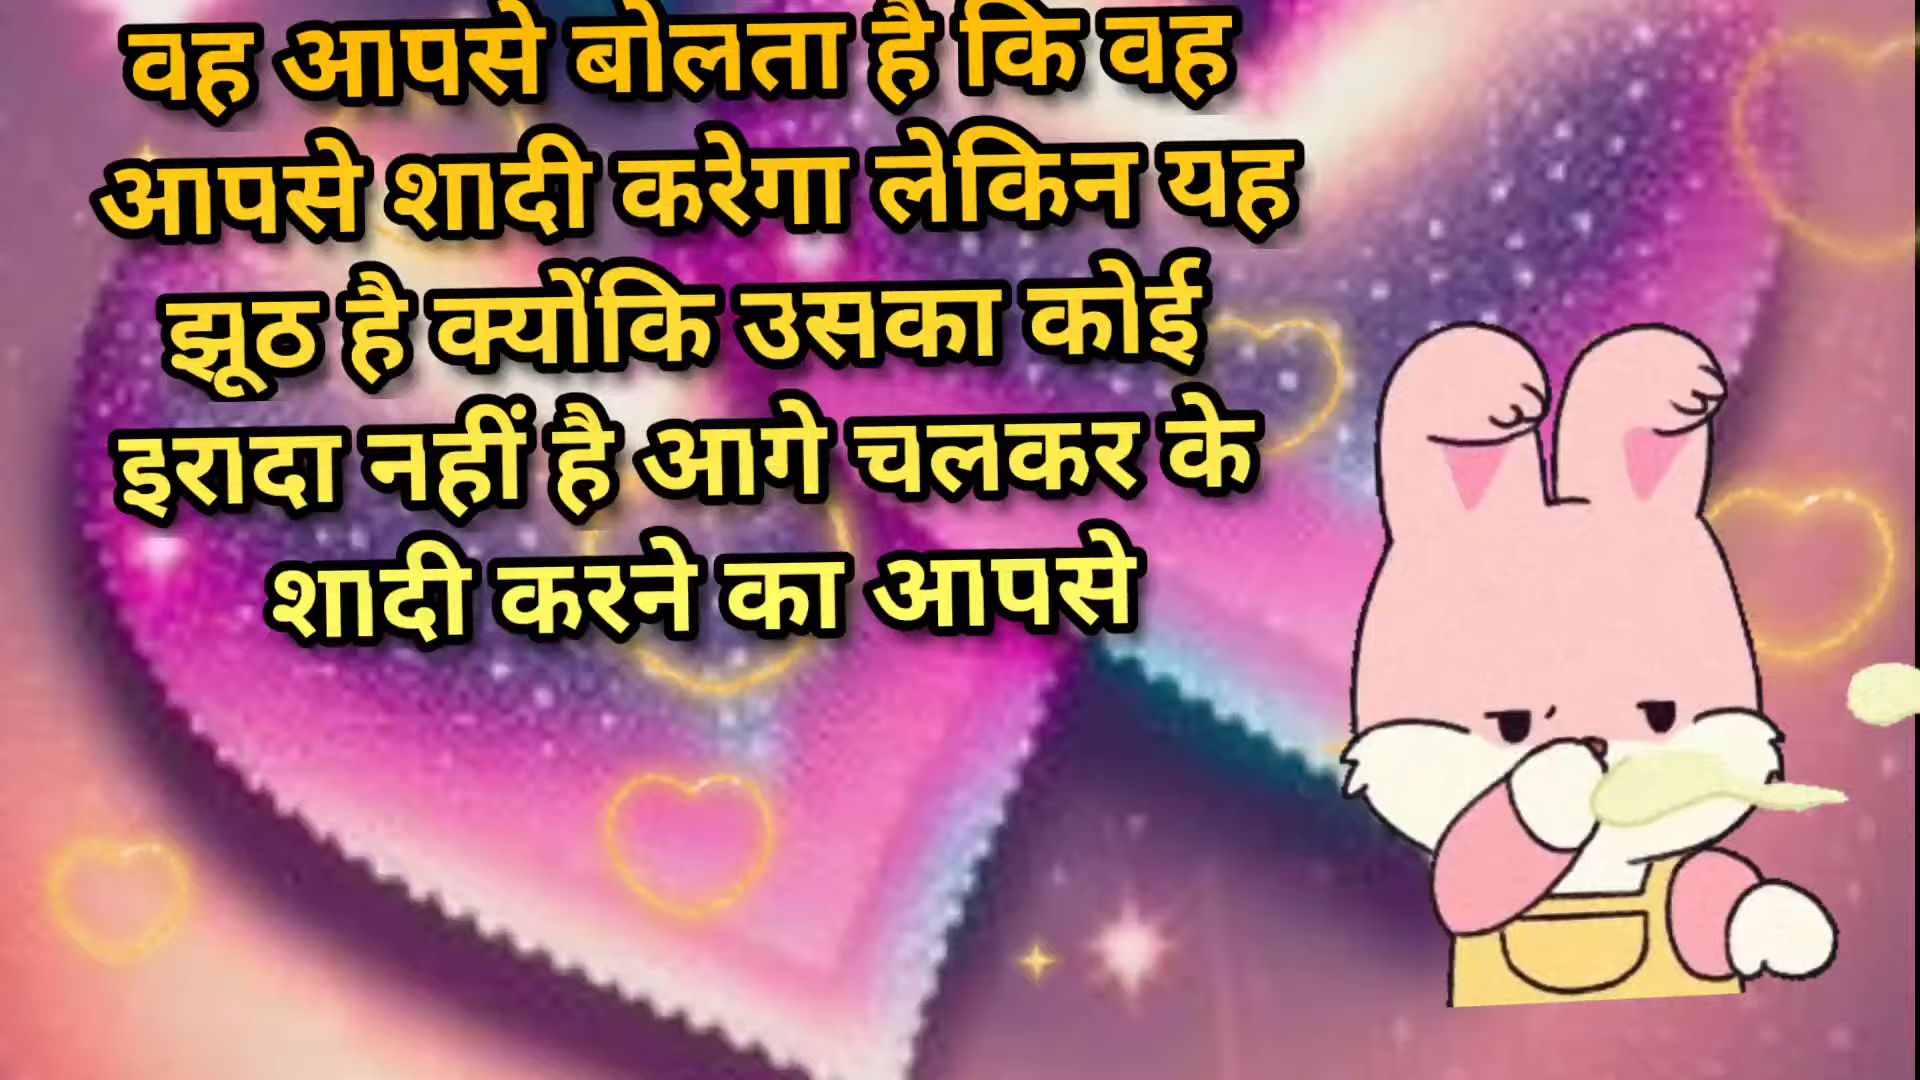 वह आपसे बोलता है कि वह
आपसे शादी करेगा लेकिन यह
झूठ है क्योंकि उसका कोई
इरादा नहीं है आगे चलकर के
शादी करने का आपसे